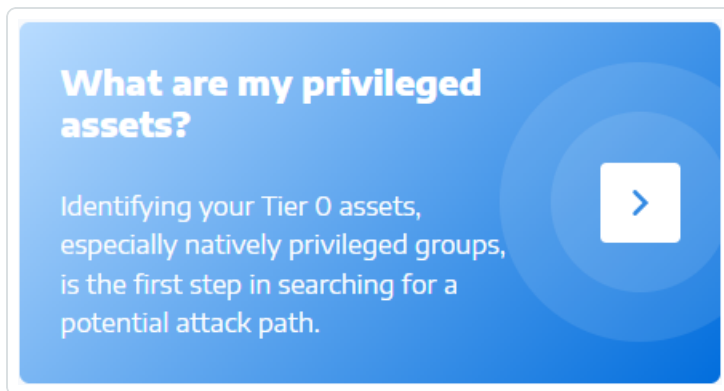 What are my privileged
assets?
Identifying your Tier 0 assets,
especially natively privileged groups,
is the first step in searching for a
potential attack path.